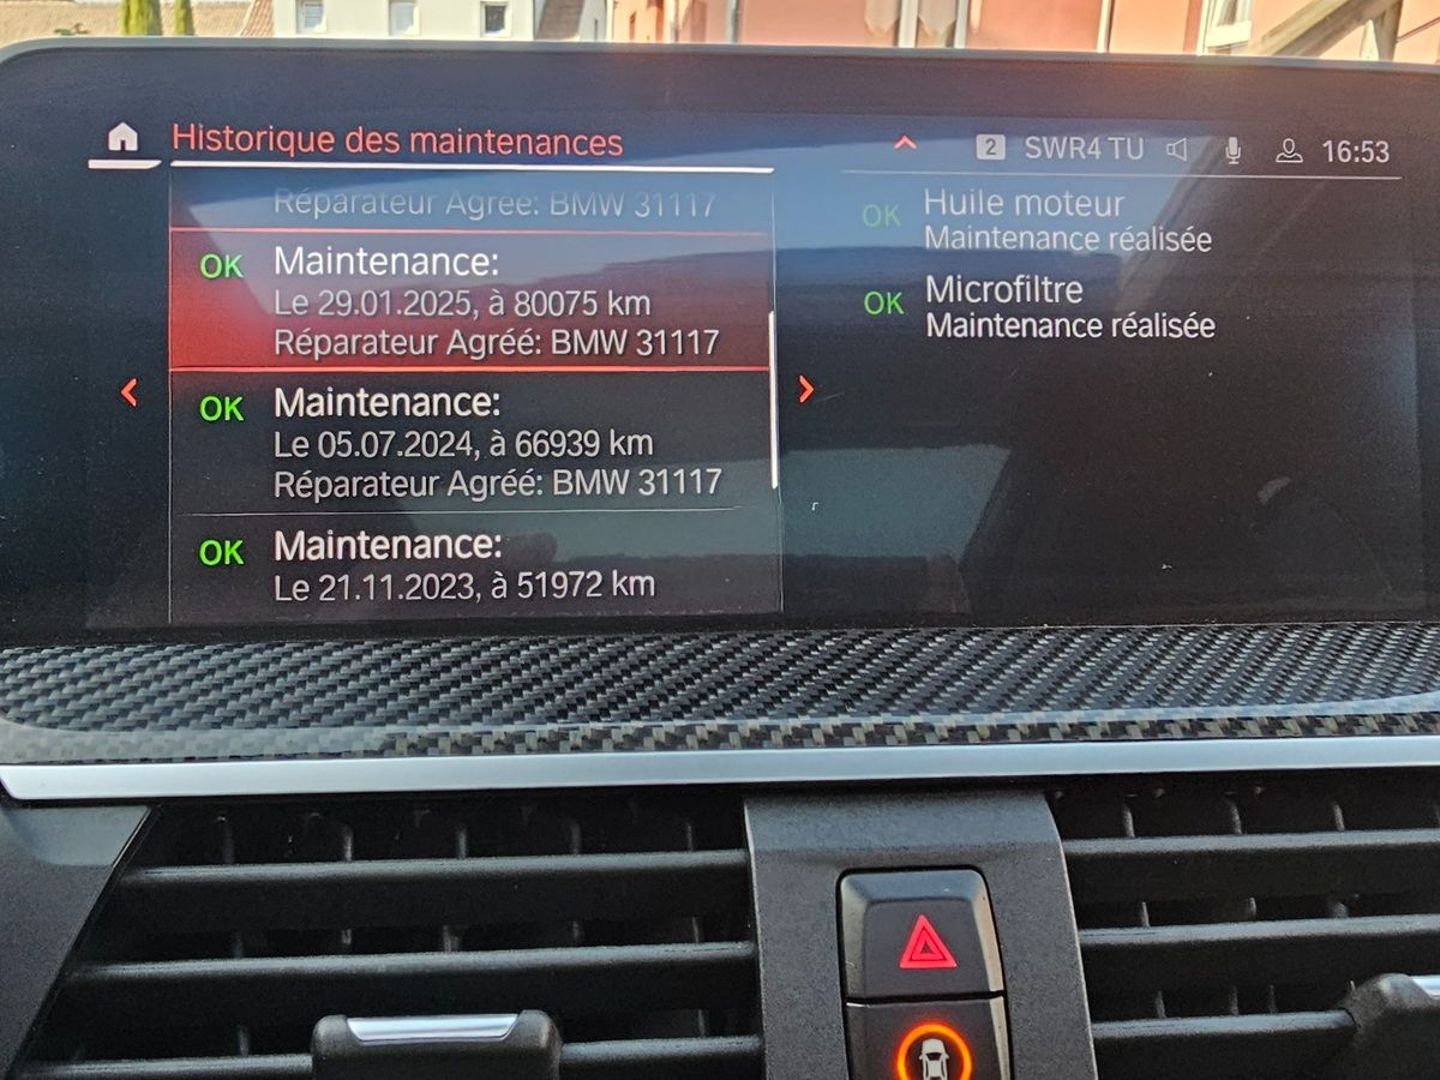 Historique des maintenances
2 SWR4 TU 16:53
Réparateur Agréé: BMW 31117
OK Maintenance:
Le 29.01.2025, à 80075 km
Réparateur Agréé: BMW 31117
OK Maintenance:
Le 05.07.2024, à 66939 km
Réparateur Agréé: BMW 31117
OK Maintenance:
Le 21.11.2023, à 51972 km
OK Huile moteur
Maintenance réalisée
OK Microfiltre
Maintenance réalisée